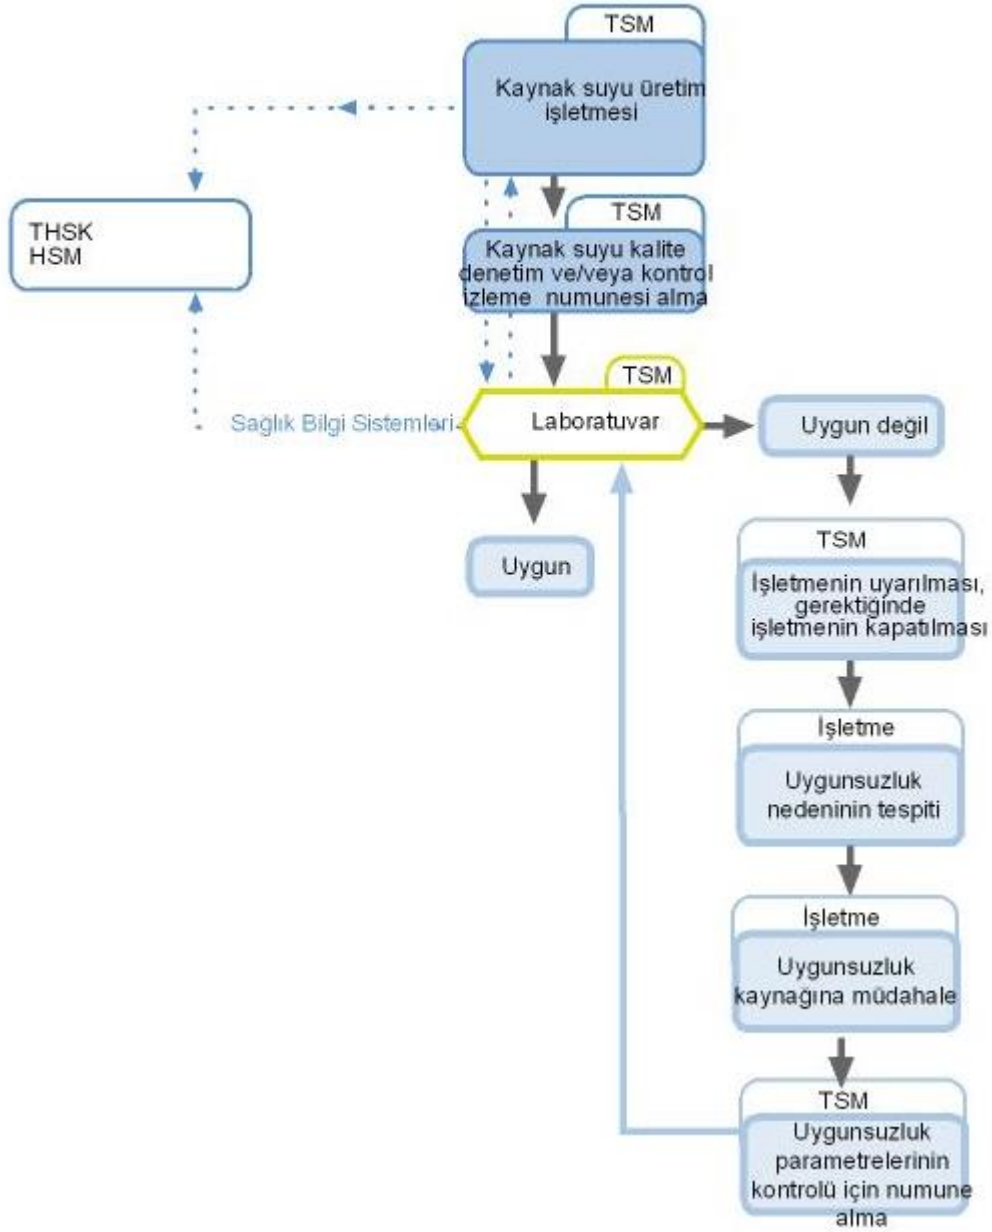 TSM
Kaynak suyu üretim
işletmesi
THSK
HSM
TSM
Kaynak suyu kalite
denetim ve/veya kontrol
izleme numunesi alma
TSM
Sağlık Bilgi Sistemleri
Laboratuvar
Uygun değil
Uygun
TSM
İşletmenin uyarılması,
gerektiğinde
işletmenin kapatılması
İşletme
Uygunsuzluk
nedeninin tespiti
İşletme
Uygunsuzluk
kaynağına müdahale
TSM
Uygunsuzluk
parametrelerinin
kontrolü için numune
alma